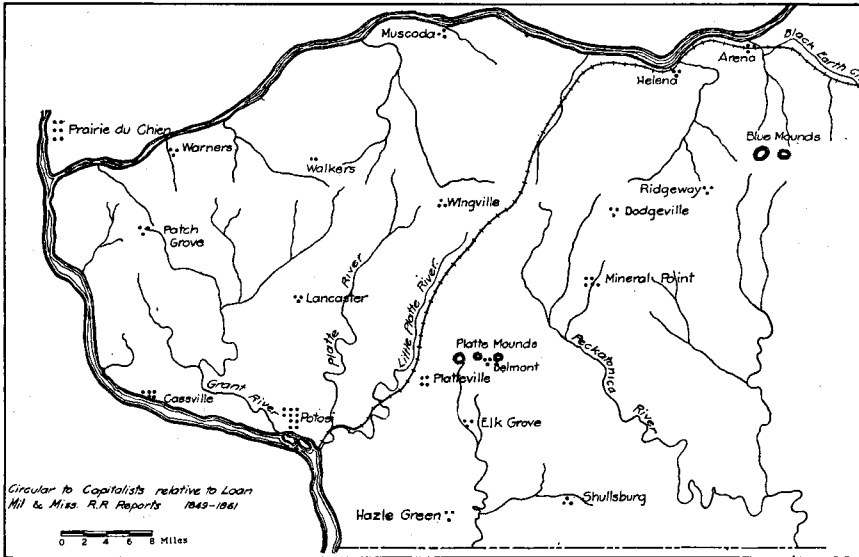 Muscoda
Arena
Black Earth
Helena
Prairie du Chien
Warners
Walkers
Blue Mounds
Ridgeway
Wingville
Dodgeville
Patch
Grove
Mineral Point
Lancaster
Platte River
Little Platte River
Platte Mounds
Belmont
Peckatonica
River
Platteville
Cassville
Grant River
Potosi
Elk Grove
Shullsburg
Hazle Green
Circular to Capitalists relative to Loan
Mil & Miss. R.R Reports 1849-1861
0 2 4 6 8 Miles